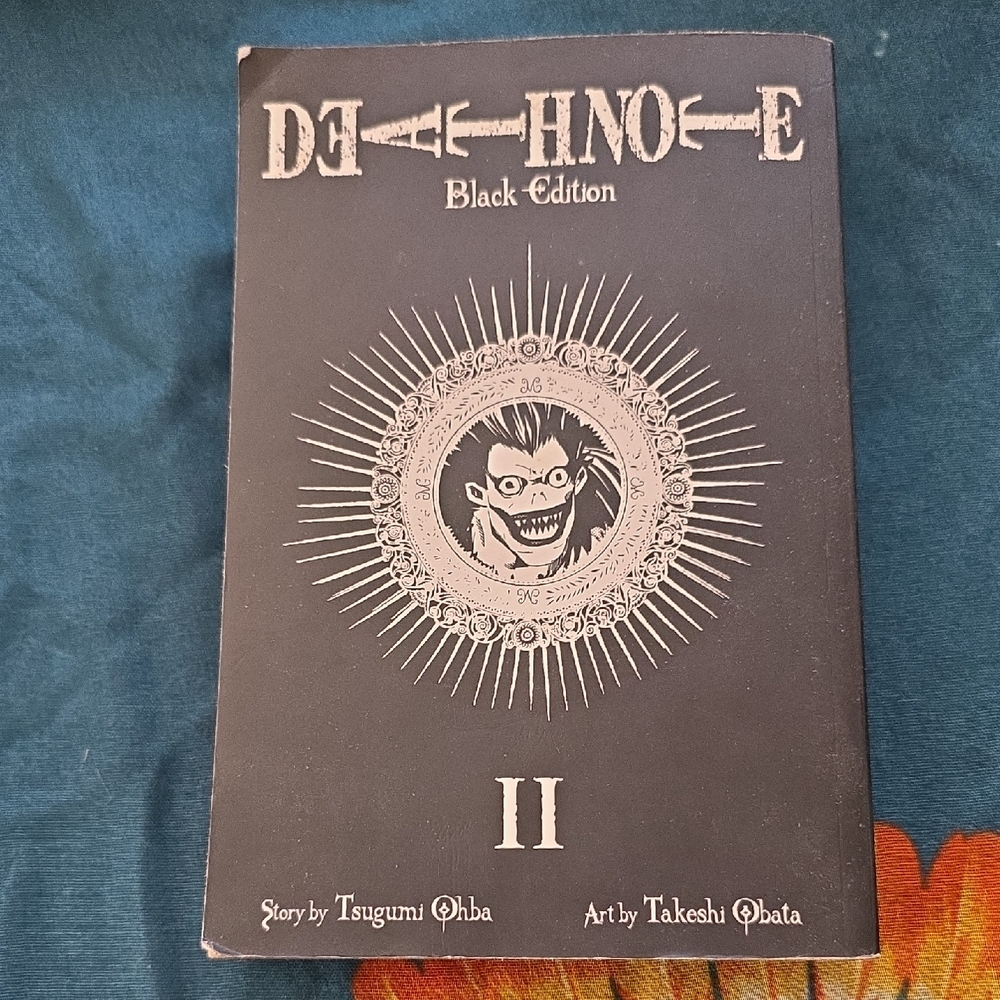 DEATH NOTE
Black Edition
II
Story by Tsugumi Ohba
Art by Takeshi Obata